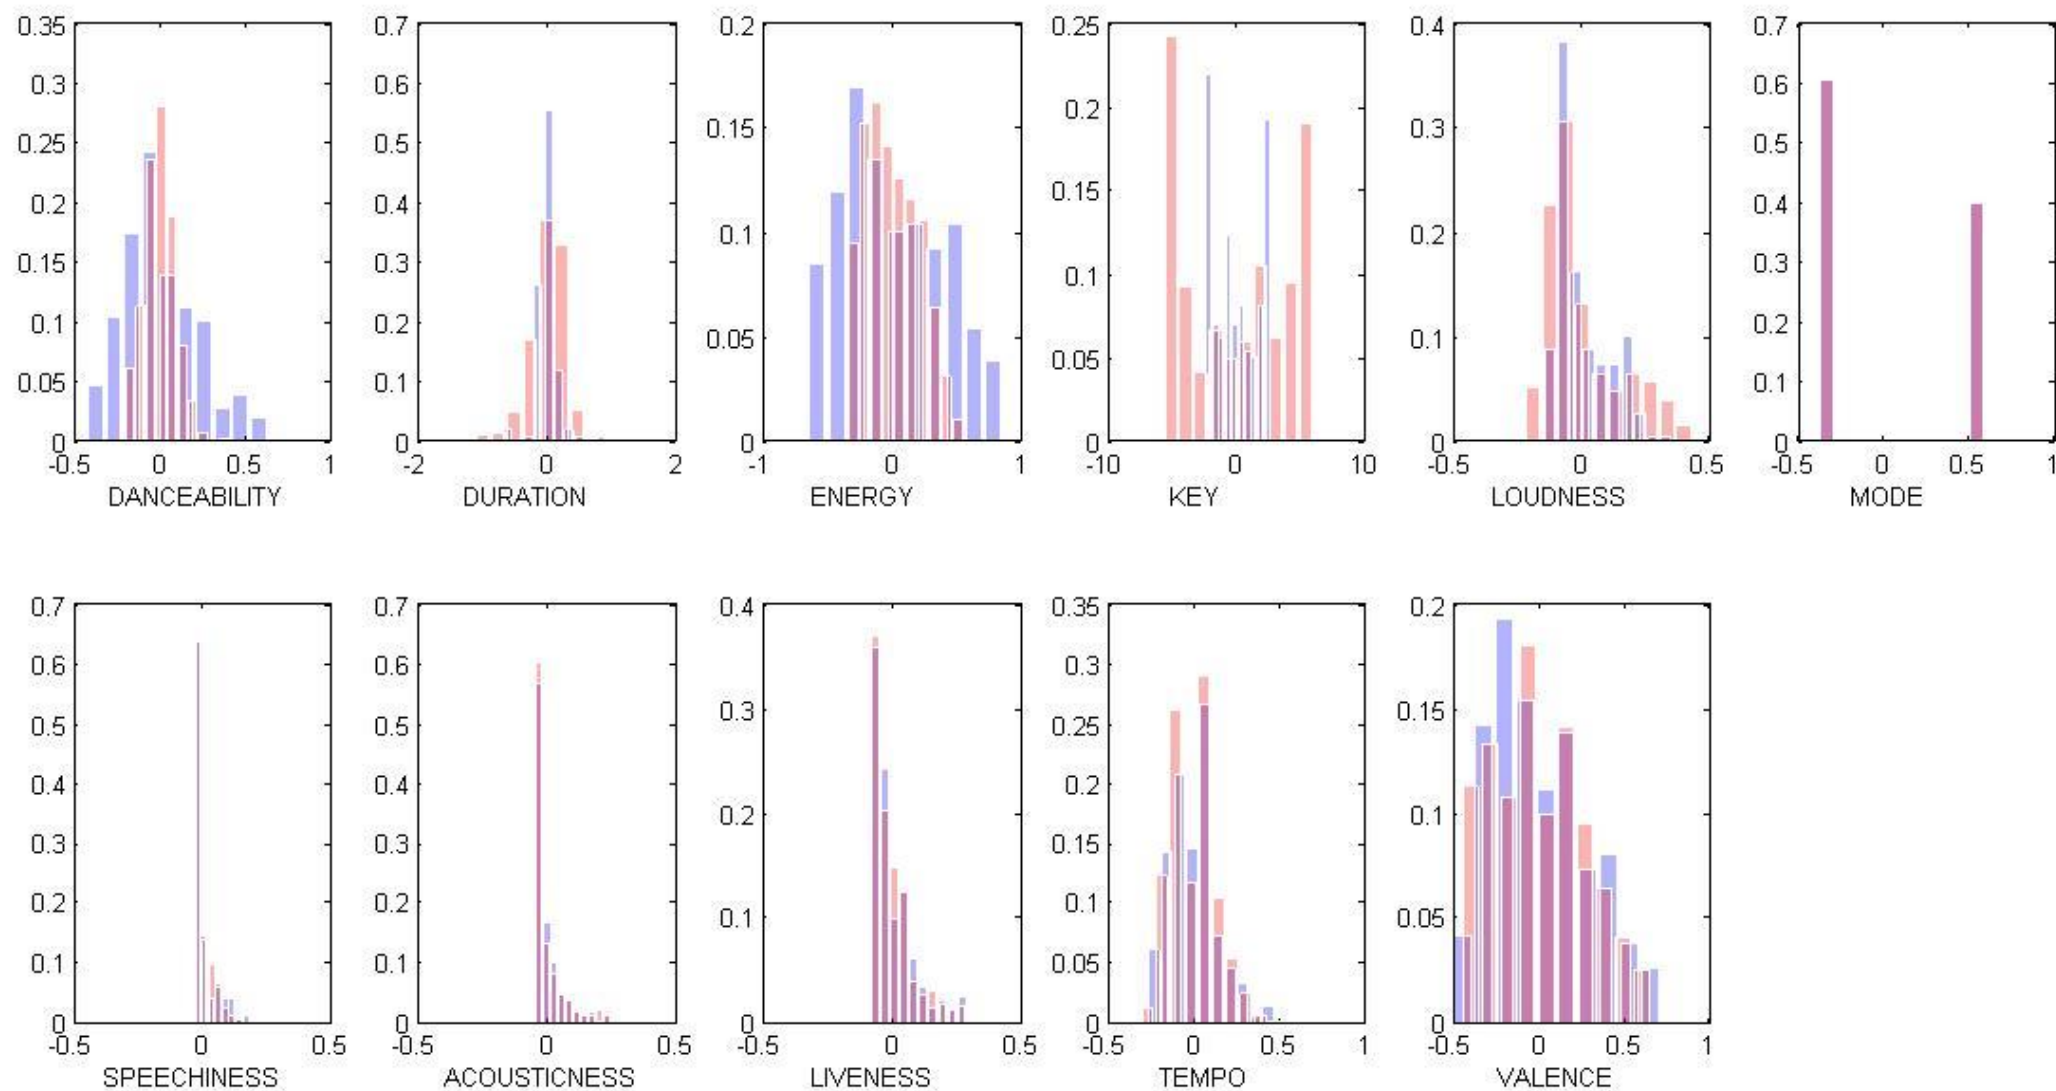 0.35 0.3 0.25 0.2 0.15 0.1 0.05 0
-0.5 0 0.5 1
DANCEABILITY
0.7 0.6 0.5 0.4 0.3 0.2 0.1 0
-2 0 2
DURATION
0.2 0.15 0.1 0.05 0
-1 0 1
ENERGY
0.25 0.2 0.15 0.1 0.05 0
-10 0 10
KEY
0.4 0.3 0.2 0.1 0
-0.5 0 0.5
LOUDNESS
0.7 0.6 0.5 0.4 0.3 0.2 0.1 0
-0.5 0 0.5 1
MODE
0.7 0.6 0.5 0.4 0.3 0.2 0.1 0
-0.5 0 0.5
SPEECHINESS
0.7 0.6 0.5 0.4 0.3 0.2 0.1 0
-0.5 0 0.5
ACOUSTICNESS
0.4 0.3 0.2 0.1 0
-0.5 0 0.5
LIVENESS
0.35 0.3 0.25 0.2 0.15 0.1 0.05 0
-0.5 0 0.5 1
TEMPO
0.2 0.15 0.1 0.05 0
-0.5 0 0.5 1
VALENCE